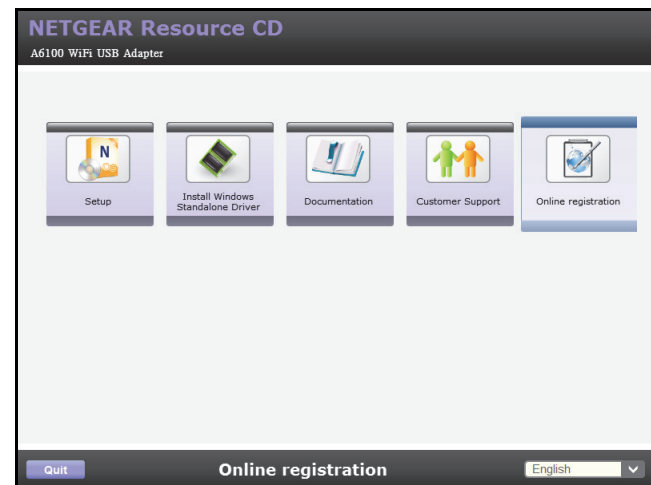 NETGEAR Resource CD
A6100 WiFi USB Adapter
N
Setup
Install Windows
Standalone Driver
Documentation
Customer Support
Online registration
Quit
Online registration
English